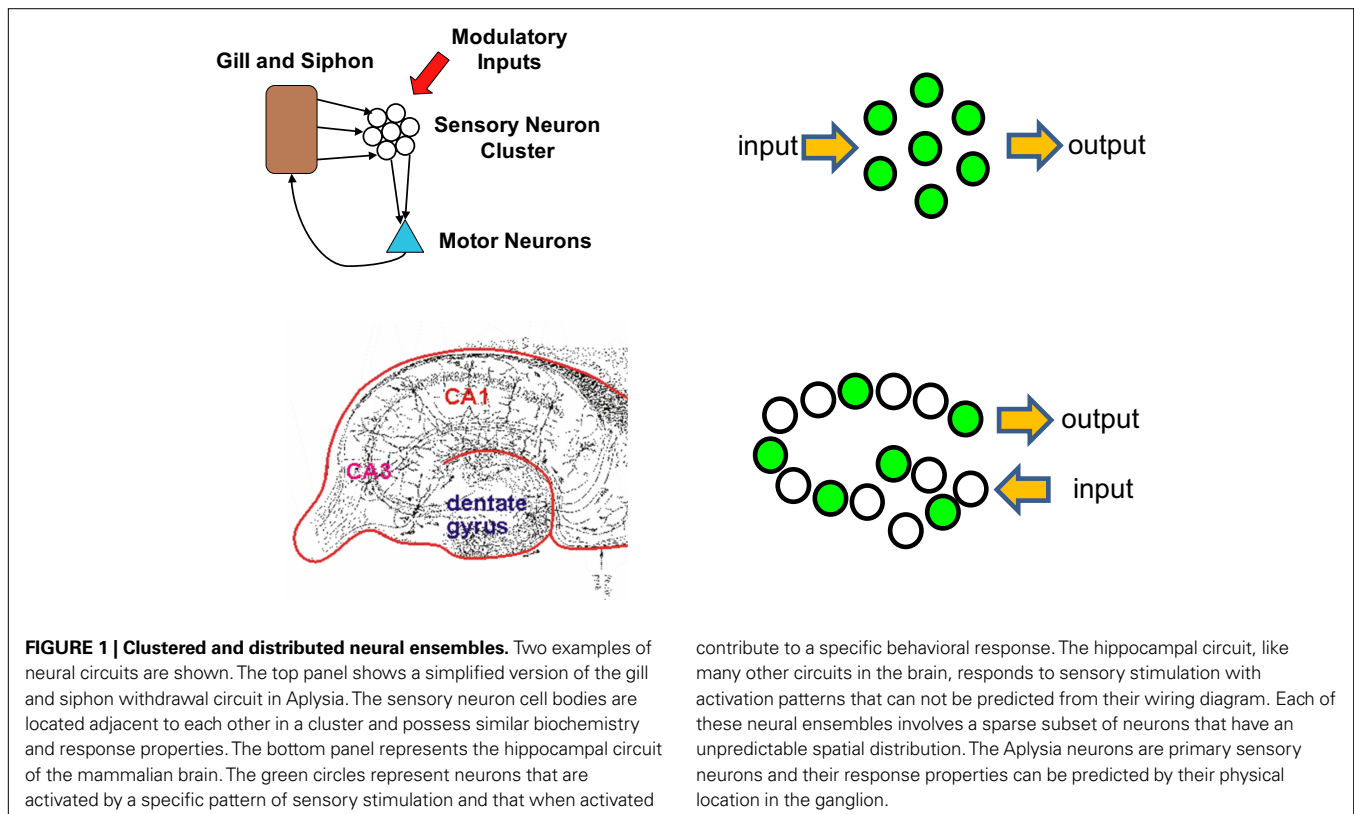 Modulatory
Inputs
Gill and Siphon
Sensory Neuron
Cluster
Motor Neurons
input
output
CA1
CA3
dentate
gyrus
output
input
FIGURE 1 | Clustered and distributed neural ensembles. Two examples of
neural circuits are shown. The top panel shows a simplified version of the gill
and siphon withdrawal circuit in Aplysia. The sensory neuron cell bodies are
located adjacent to each other in a cluster and possess similar biochemistry
and response properties. The bottom panel represents the hippocampal circuit
of the mammalian brain. The green circles represent neurons that are
activated by a specific pattern of sensory stimulation and that when activated
contribute to a specific behavioral response. The hippocampal circuit, like
many other circuits in the brain, responds to sensory stimulation with
activation patterns that can not be predicted from their wiring diagram. Each of
these neural ensembles involves a sparse subset of neurons that have an
unpredictable spatial distribution. The Aplysia neurons are primary sensory
neurons and their response properties can be predicted by their physical
location in the ganglion.